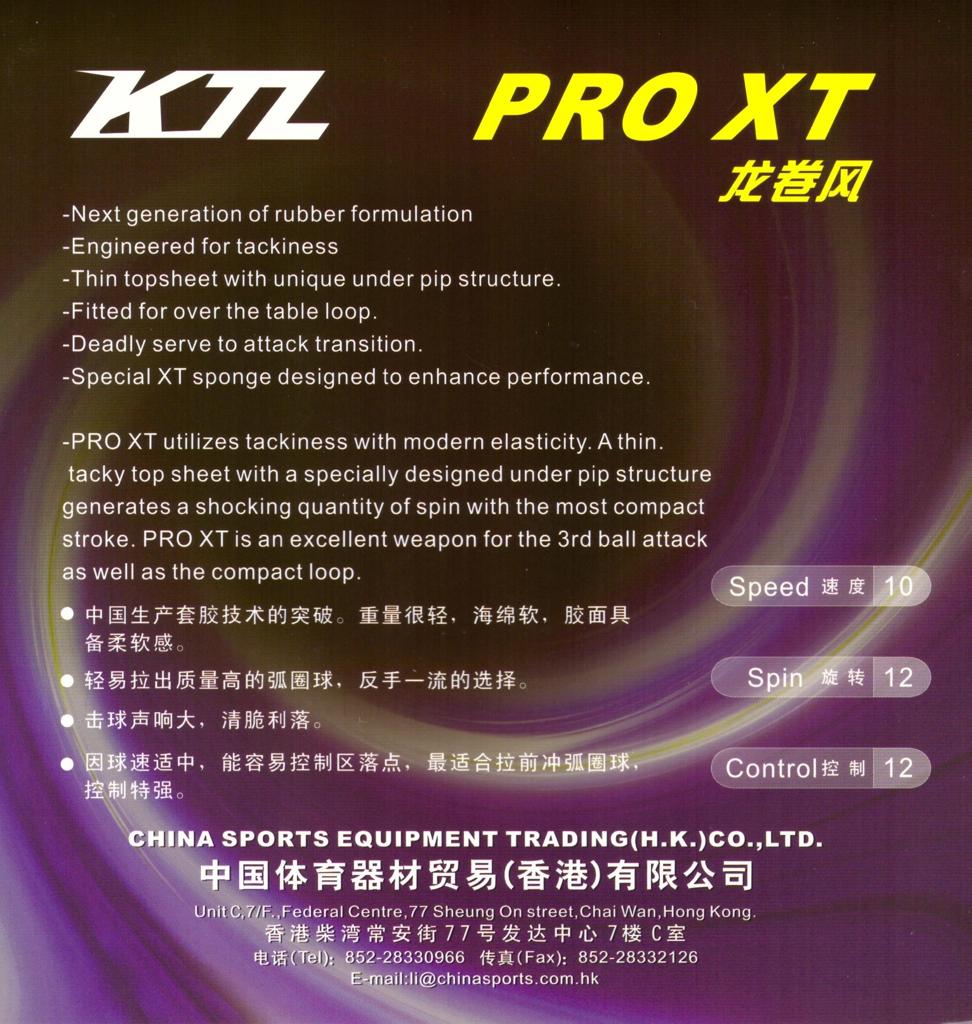 KTL
PRO XT
龙卷风
-Next generation of rubber formulation
-Engineered for tackiness
-Thin topsheet with unique under pip structure.
-Fitted for over the table loop.
-Deadly serve to attack transition.
-Special XT sponge designed to enhance performance.
-PRO XT utilizes tackiness with modern elasticity. A thin.
tacky top sheet with a specially designed under pip structure
generates a shocking quantity of spin with the most compact
stroke. PRO XT is an excellent weapon for the 3rd ball attack
as well as the compact loop.
Speed 速度 10
● 中国生产套胶技术的突破。重量很轻，海绵软，胶面具
备柔软感。
● 轻易拉出质量高的弧圈球，反手一流的选择。
Spin 旋转 12
● 击球声响大，清脆利落。
● 因球速适中，能容易控制区落点，最适合拉前冲弧圈球，
控制特强。
Control 控制 12
CHINA SPORTS EQUIPMENT TRADING(H.K.)CO.,LTD.
中国体育器材贸易(香港)有限公司
Unit C,7/F.,Federal Centre,77 Sheung On street,Chai Wan,Hong Kong.
香港柴湾常安街77号发达中心7楼C室
电话(Tel): 852-28330966 传真(Fax): 852-28332126
E-mail:li@chinasports.com.hk